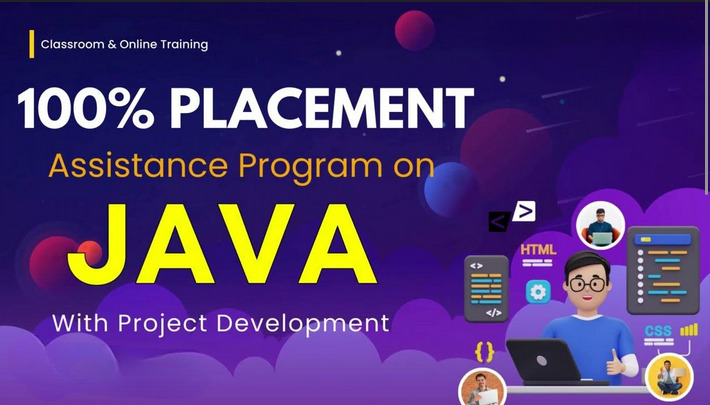 Classroom & Online Training
100% PLACEMENT
Assistance Program on
JAVA
With Project Development
< >
HTML
<>
</>
CSS
{}